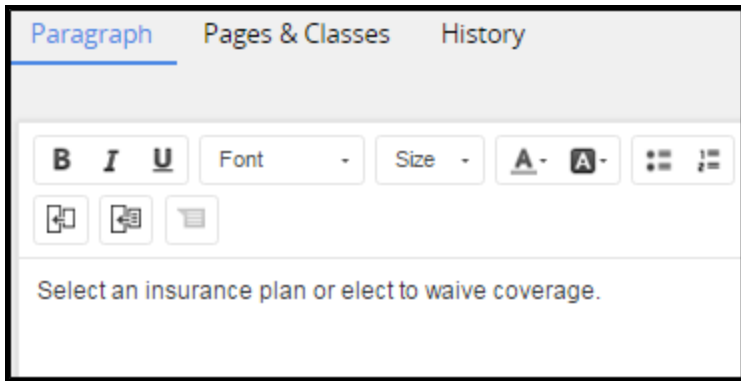 Paragraph Pages & Classes History
B I U Font Size A A
Select an insurance plan or elect to waive coverage.